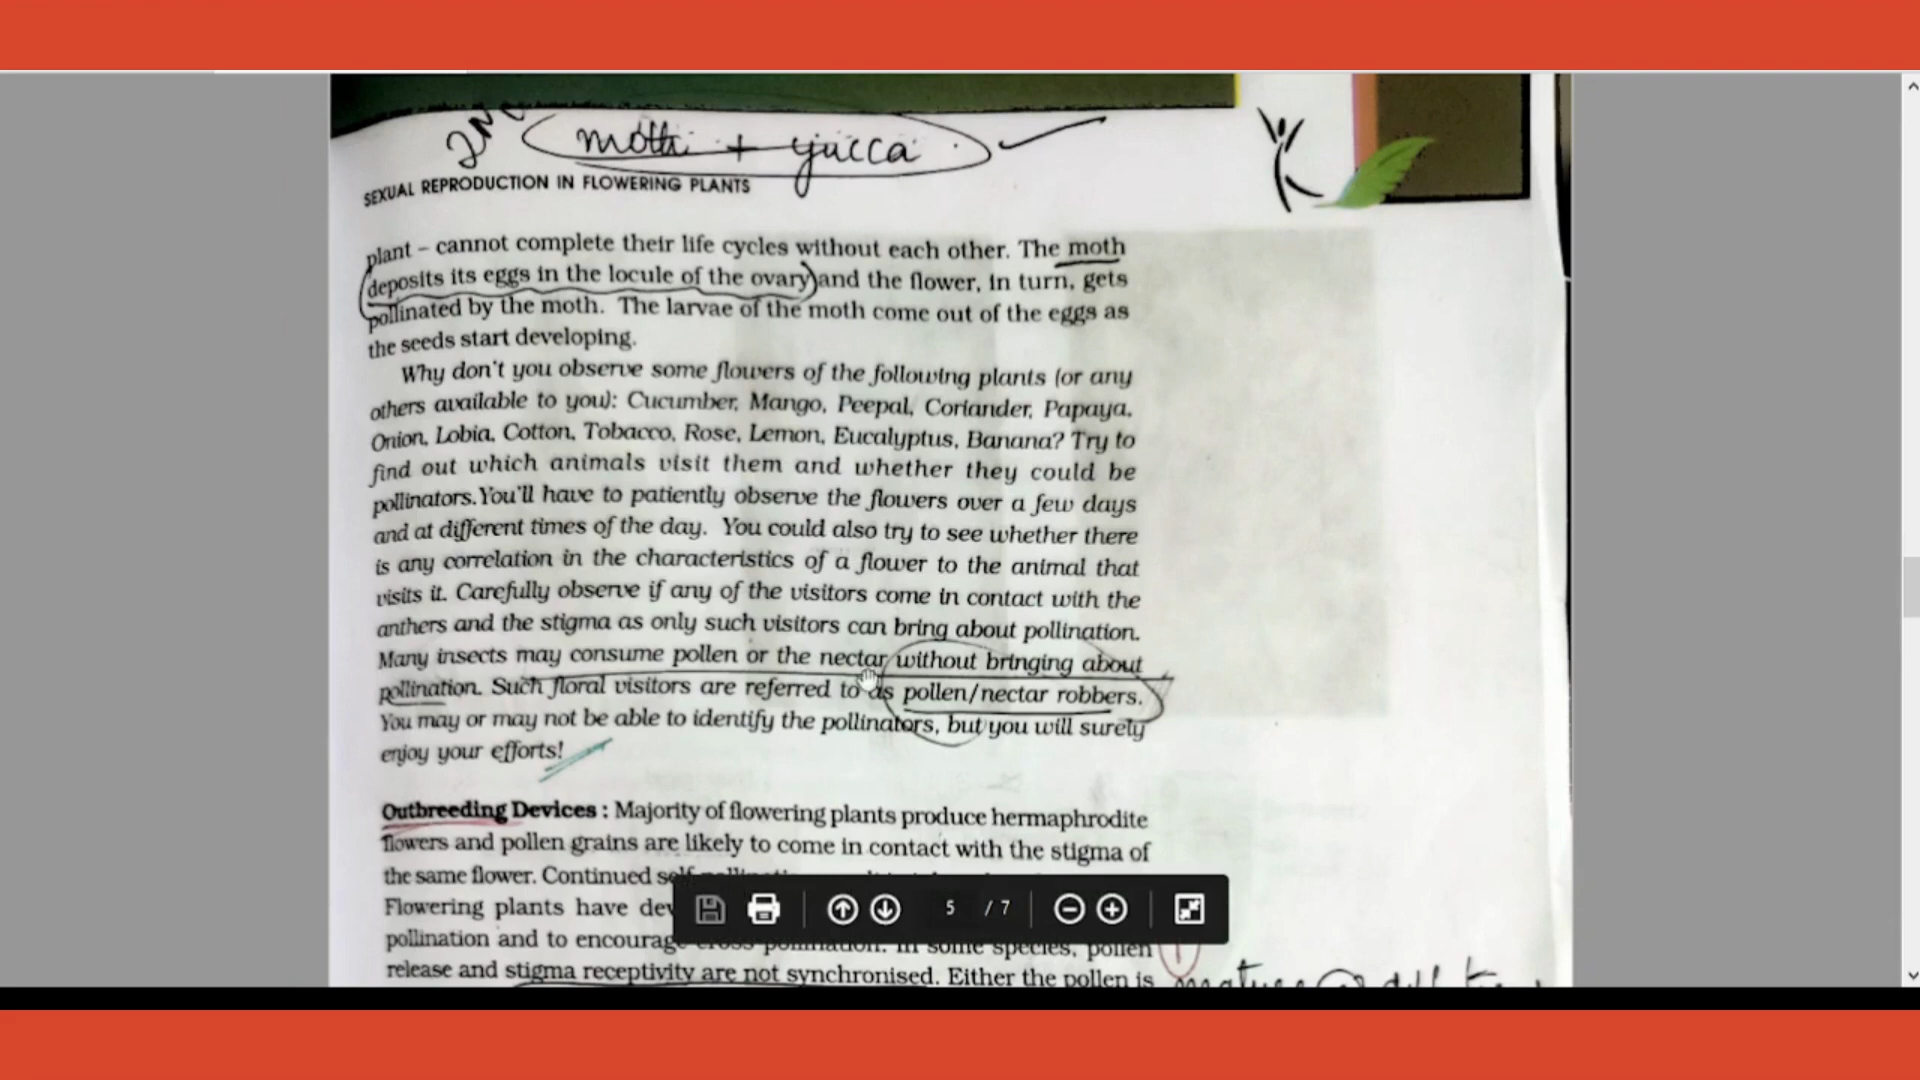 moth + yucca
SEXUAL REPRODUCTION IN FLOWERING PLANTS
plant – cannot complete their life cycles without each other. The moth
deposits its eggs in the locule of the ovary and the flower, in turn, gets
pollinated by the moth. The larvae of the moth come out of the eggs as
the seeds start developing.
Why don't you observe some flowers of the following plants (or any
others available to you): Cucumber, Mango, Peepal, Coriander, Papaya,
Onion, Lobia, Cotton, Tobacco, Rose, Lemon, Eucalyptus, Banana? Try to
find out which animals visit them and whether they could be
pollinators.You'll have to patiently observe the flowers over a few days
and at different times of the day. You could also try to see whether there
is any correlation in the characteristics of a flower to the animal that
visits it. Carefully observe if any of the visitors come in contact with the
anthers and the stigma as only such visitors can bring about pollination.
Many insects may consume pollen or the nectar without bringing about
pollination. Such floral visitors are referred to as pollen/nectar robbers.
You may or may not be able to identify the pollinators, but you will surely
enjoy your efforts!
Outbreeding Devices : Majority of flowering plants produce hermaphrodite
flowers and pollen grains are likely to come in contact with the stigma of
the same flower. Continued
Flowering plants have
5 / 7
pollination and to encourage cross-pollination. In some species, pollen
release and stigma receptivity are not synchronised. Either the pollen is